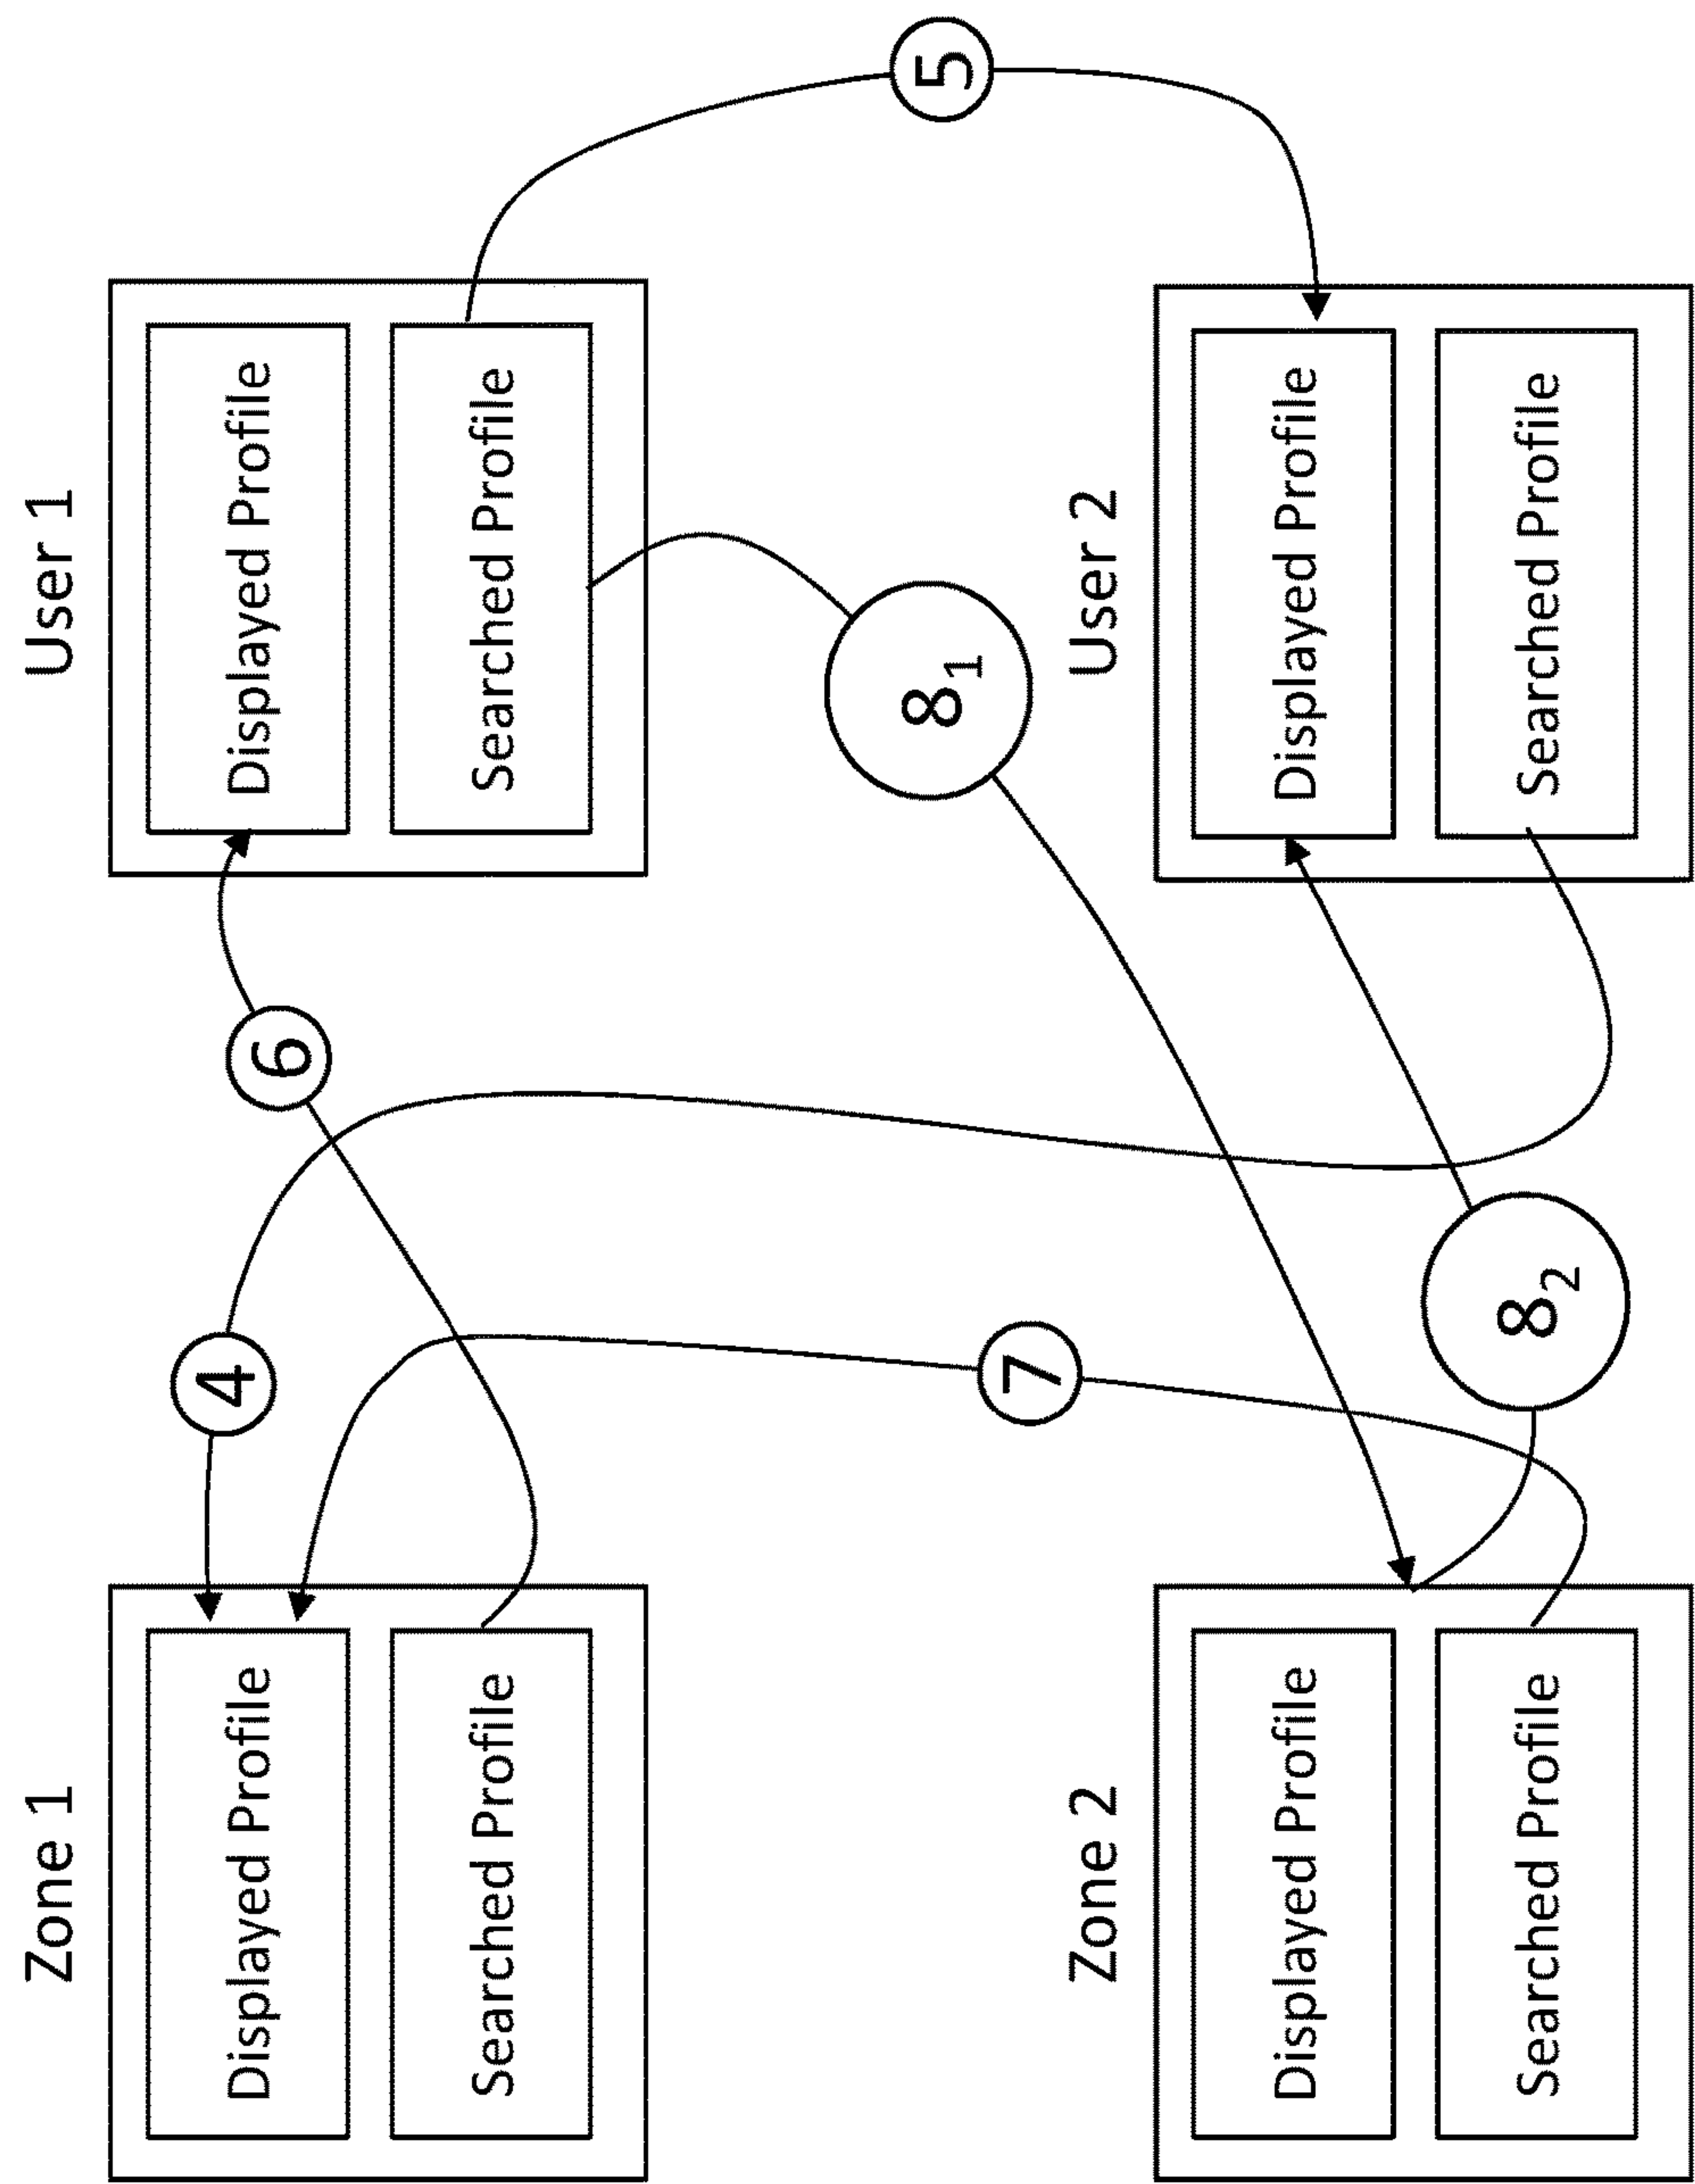 Zone 1
User 1
Displayed Profile
Searched Profile
Displayed Profile
Searched Profile
4
6
5
7
8₁
8₂
Zone 2
User 2
Displayed Profile
Searched Profile
Displayed Profile
Searched Profile